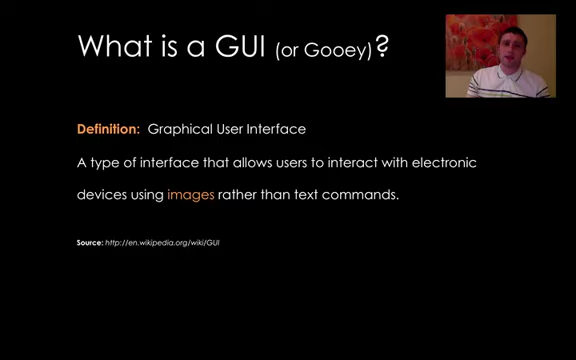 What is a GUI (or Gooey)?
Definition: Graphical User Interface
A type of interface that allows users to interact with electronic
devices using images rather than text commands.
Source: http://en.wikipedia.org/wiki/GUI